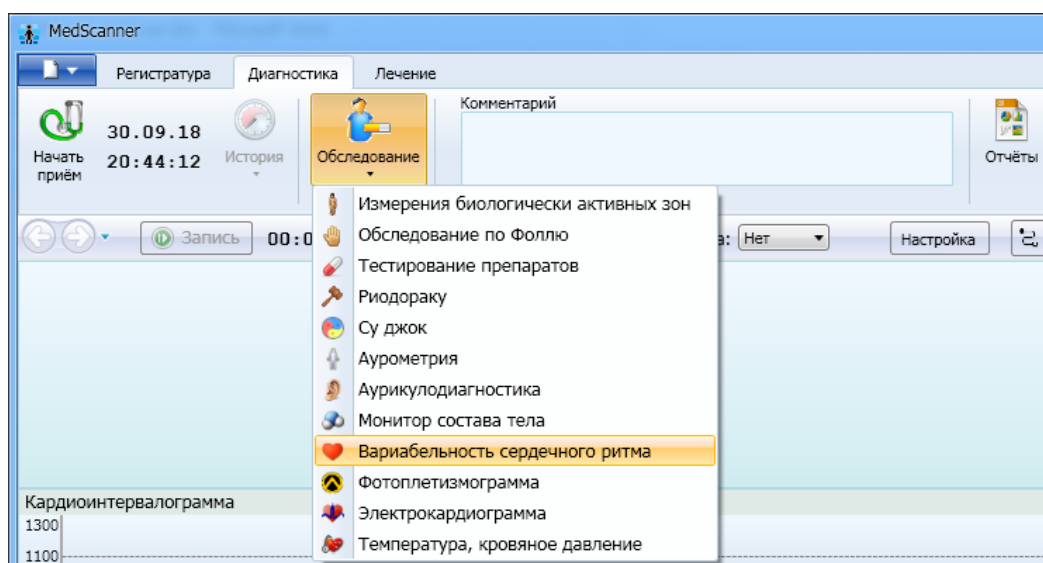 MedScanner
Регистратура Диагностика Лечение
Начать приём
30.09.18
20:44:12
История
Обследование
Комментарий
Отчёты
Измерения биологически активных зон
Обследование по Фоллю
Тестирование препаратов
Риодораку
Су джок
Аурометрия
Аурикулодиагностика
Монитор состава тела
Вариабельность сердечного ритма
Фотоплетизмограмма
Электрокардиограмма
Температура, кровяное давление
Запись 00:0 а: Нет Настройка
Кардиоинтервалограмма
1300
1100